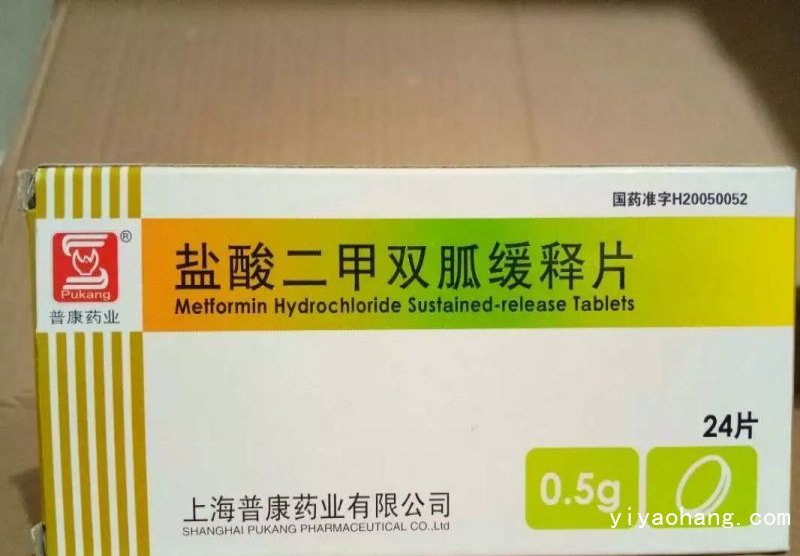 国药准字H20050052
®
Pukang
普康药业
盐酸二甲双胍缓释片
Metformin Hydrochloride Sustained-release Tablets
24片
0.5g
上海普康药业有限公司
SHANGHAI PUKANG PHARMACEUTICAL CO.,Ltd
yiyaohang.com